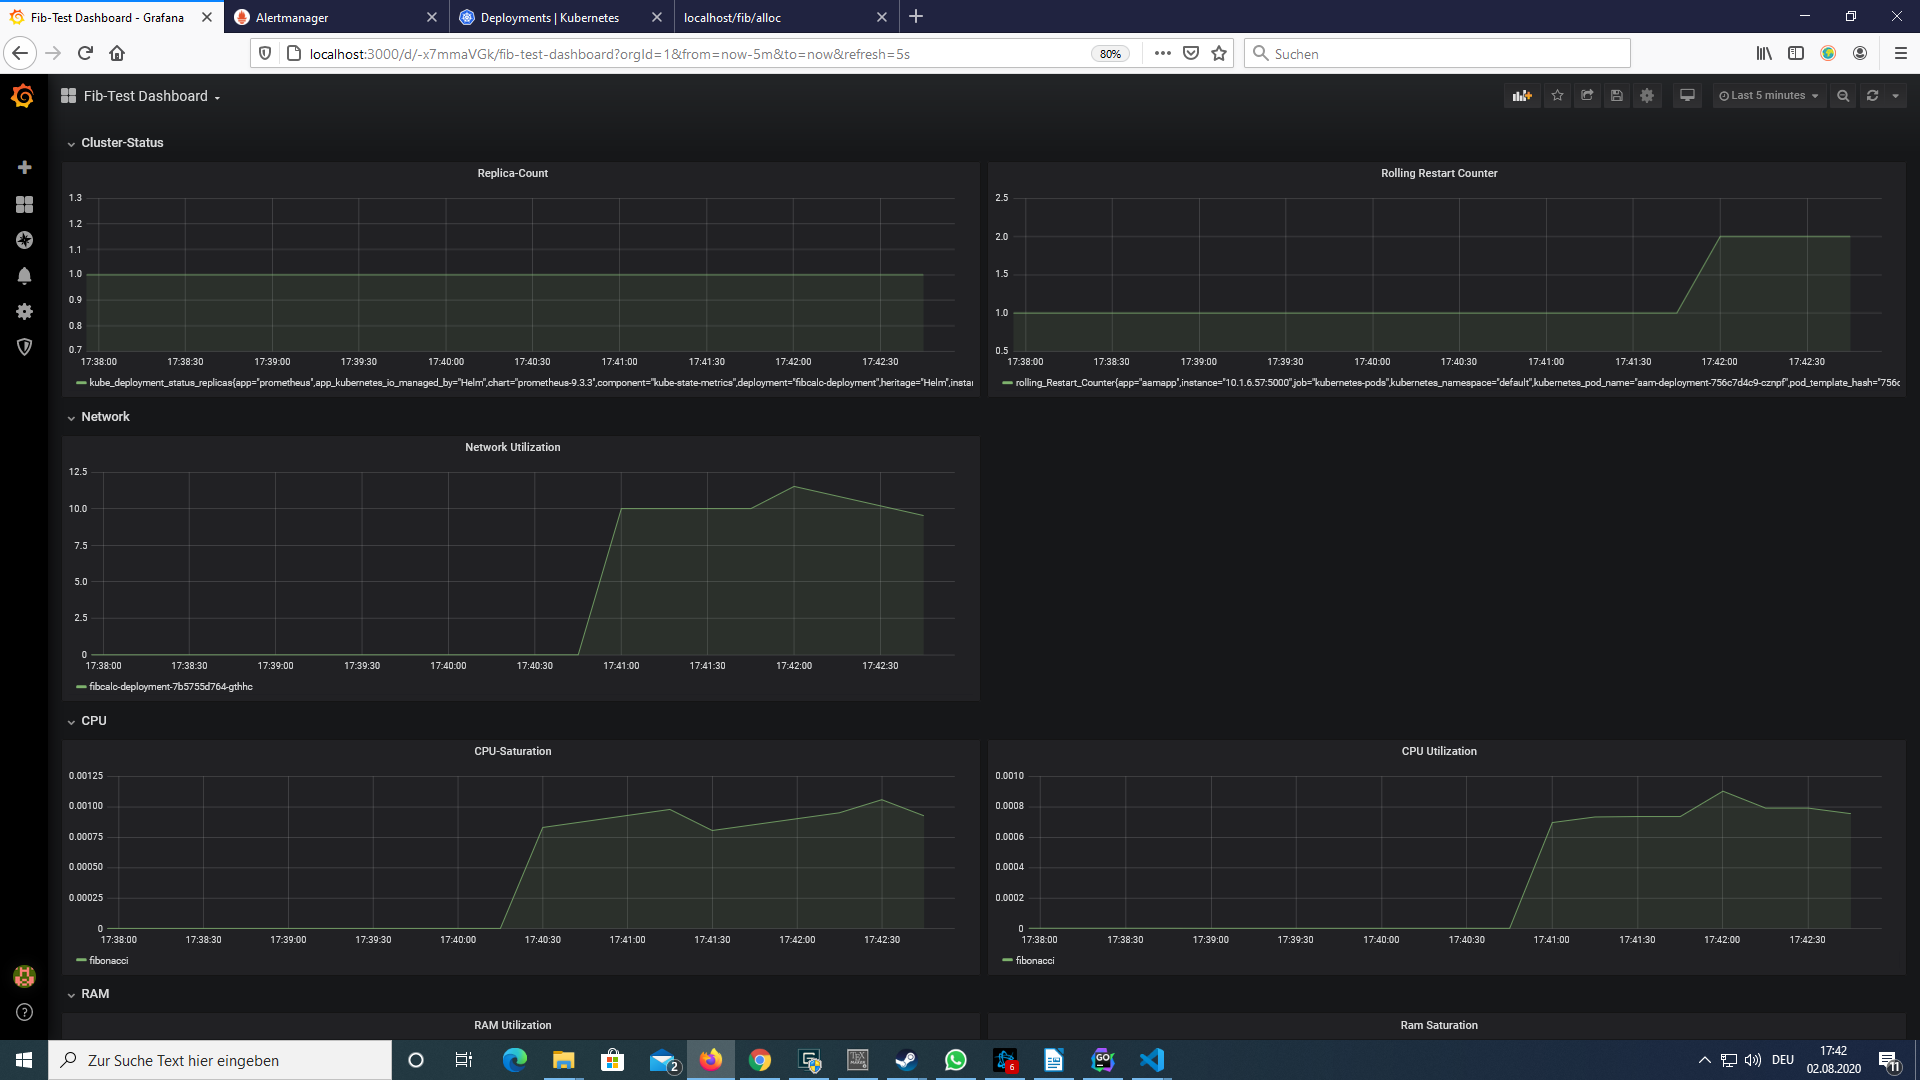 Fib-Test Dashboard - Grafana
Alertmanager
Deployments | Kubernetes
localhost/fib/alloc
localhost:3000/d/-x7mmaVGk/fib-test-dashboard?orgId=1&from=now-5m&to=now&refresh=5s
80%
Suchen
Fib-Test Dashboard
Last 5 minutes
Cluster-Status
Replica-Count
1.3
1.2
1.1
1.0
0.9
0.8
0.7
17:38:00 17:38:30 17:39:00 17:39:30 17:40:00 17:40:30 17:41:00 17:41:30 17:42:00 17:42:30
kube_deployment_status_replicas{app="prometheus",app_kubernetes_io_managed_by="Helm",chart="prometheus-9.3.3",component="kube-state-metrics",deployment="fibcalc-deployment",heritage="Helm",instar
Rolling Restart Counter
2.5
2.0
1.5
1.0
0.5
17:38:00 17:38:30 17:39:00 17:39:30 17:40:00 17:40:30 17:41:00 17:41:30 17:42:00 17:42:30
rolling_Restart_Counter{app="aamapp",instance="10.1.6.57:5000",job="kubernetes-pods",kubernetes_namespace="default",kubernetes_pod_name="aam-deployment-756c7d4c9-cznpf",pod_template_hash="756c
Network
Network Utilization
12.5
10.0
7.5
5.0
2.5
0
17:38:00 17:38:30 17:39:00 17:39:30 17:40:00 17:40:30 17:41:00 17:41:30 17:42:00 17:42:30
fibcalc-deployment-7b5755d764-gthhc
CPU
CPU-Saturation
0.00125
0.00100
0.00075
0.00050
0.00025
0
17:38:00 17:38:30 17:39:00 17:39:30 17:40:00 17:40:30 17:41:00 17:41:30 17:42:00 17:42:30
fibonacci
CPU Utilization
0.0010
0.0008
0.0006
0.0004
0.0002
0
17:38:00 17:38:30 17:39:00 17:39:30 17:40:00 17:40:30 17:41:00 17:41:30 17:42:00 17:42:30
fibonacci
RAM
RAM Utilization
Ram Saturation
Zur Suche Text hier eingeben
2
6
GO
DEU
17:42
02.08.2020
11